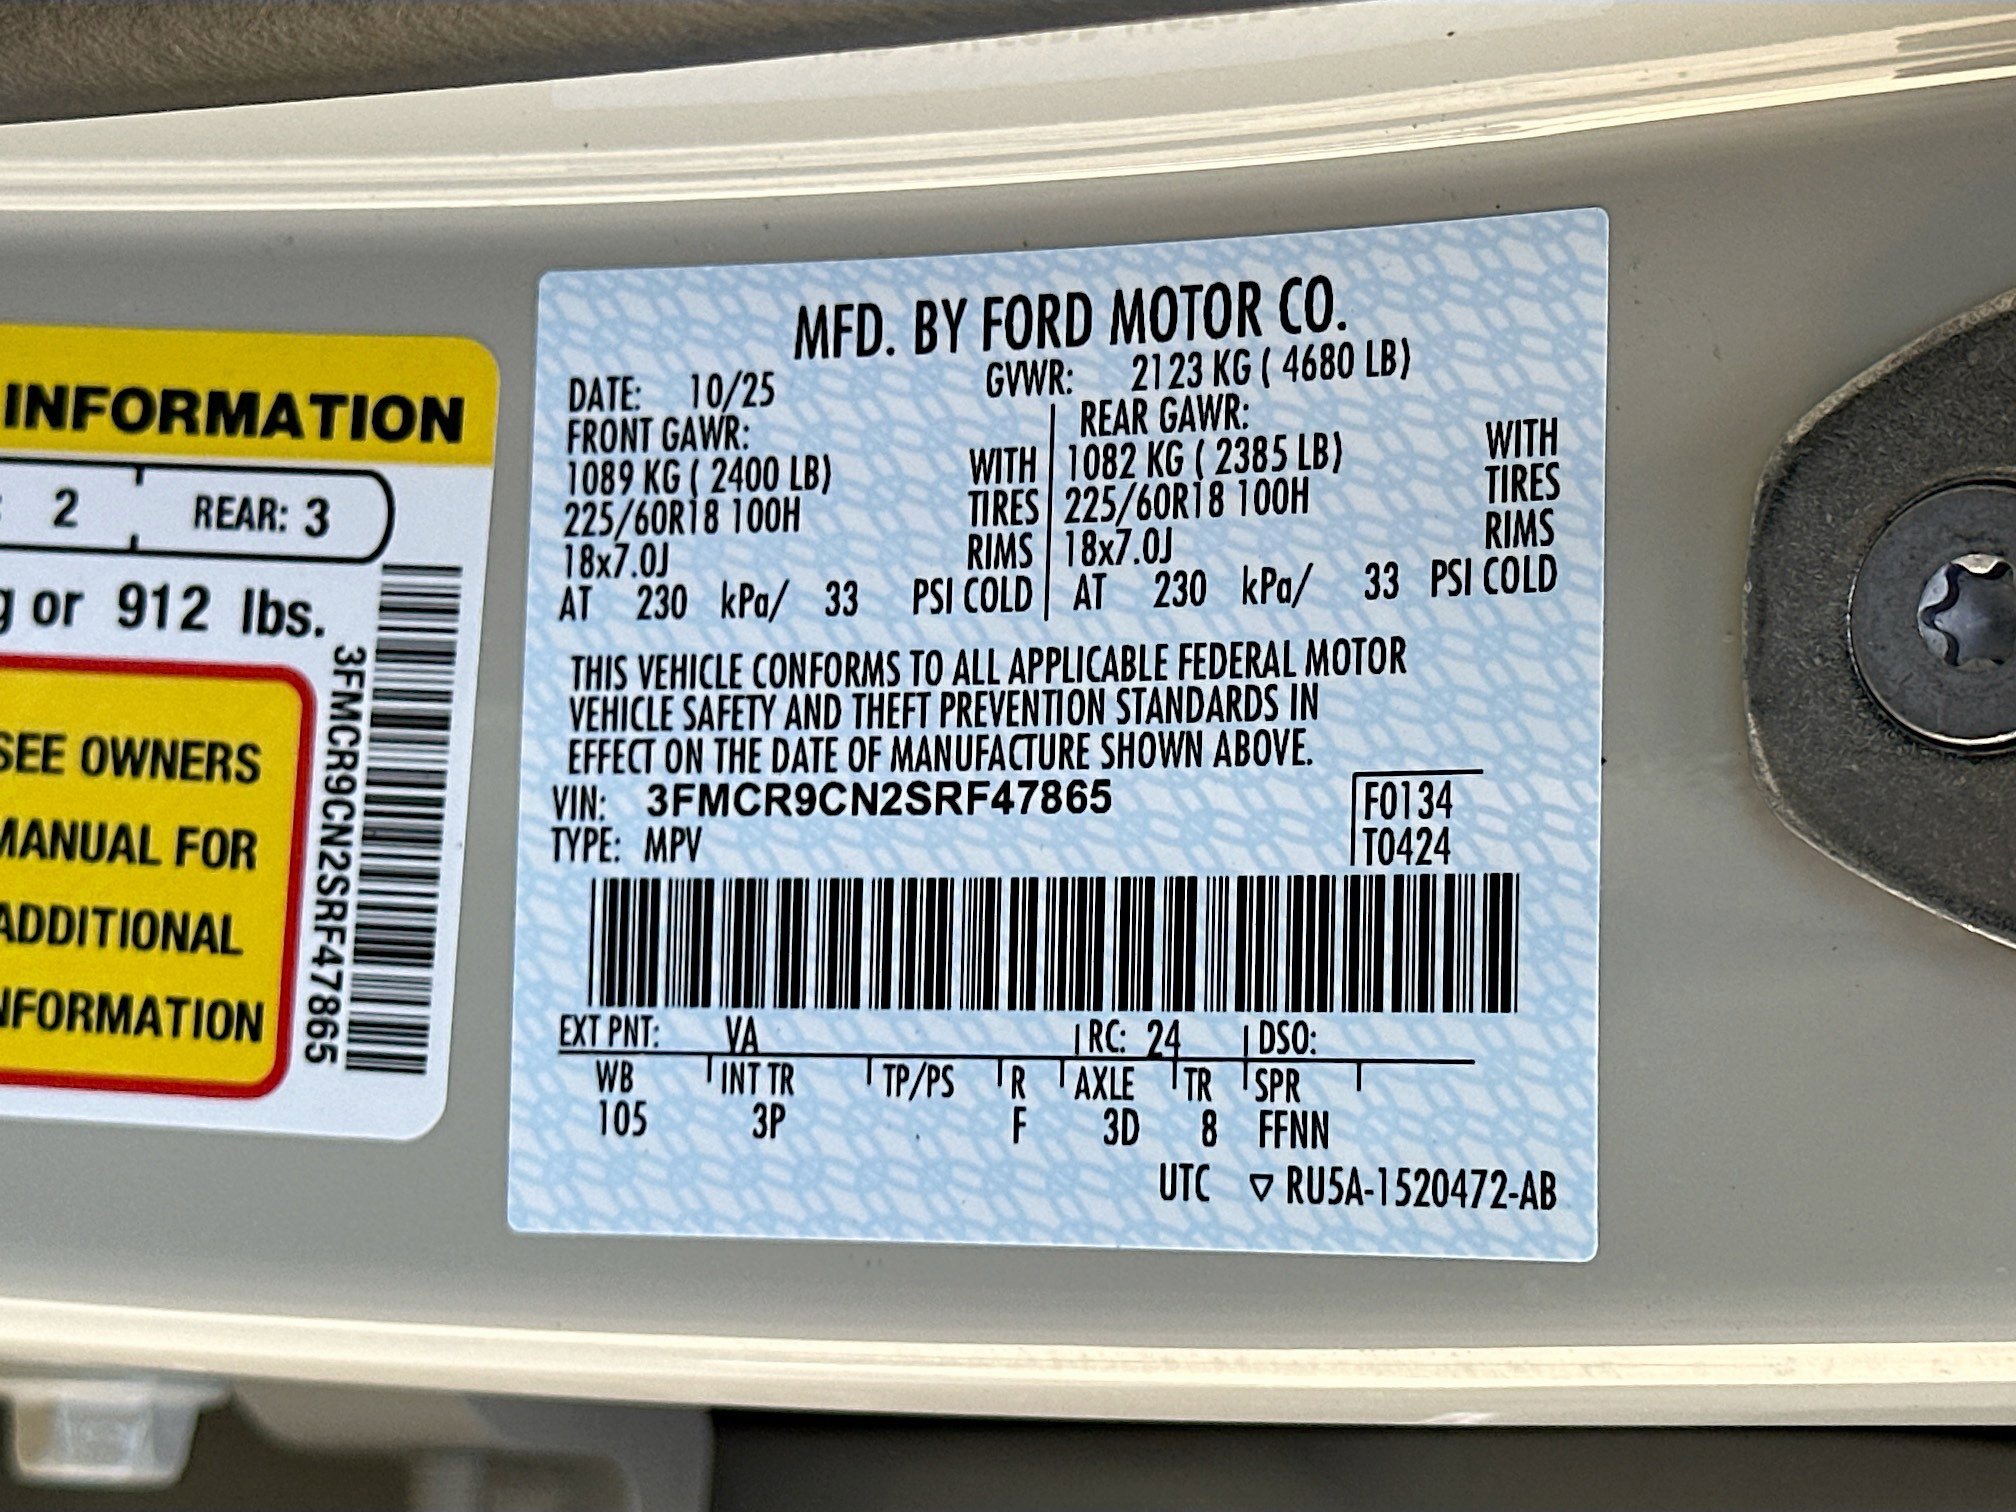 INFORMATION
2 REAR: 3
or 912 lbs.
SEE OWNERS
MANUAL FOR
ADDITIONAL
INFORMATION
3FMCR9CN2SRF47865
MFD. BY FORD MOTOR CO.
DATE: 10/25 GVWR: 2123 KG ( 4680 LB)
FRONT GAWR: REAR GAWR:
1089 KG ( 2400 LB) WITH 1082 KG ( 2385 LB) WITH
225/60R18 100H TIRES 225/60R18 100H TIRES
18x7.0J RIMS 18x7.0J RIMS
AT 230 kPa/ 33 PSI COLD AT 230 kPa/ 33 PSI COLD
THIS VEHICLE CONFORMS TO ALL APPLICABLE FEDERAL MOTOR
VEHICLE SAFETY AND THEFT PREVENTION STANDARDS IN
EFFECT ON THE DATE OF MANUFACTURE SHOWN ABOVE.
VIN: 3FMCR9CN2SRF47865 F0134
TYPE: MPV T0424
EXT PNT: VA RC: 24 DSO:
WB INT TR TP/PS R AXLE TR SPR
105 3P F 3D 8 FFNN
UTC ▽ RU5A-1520472-AB